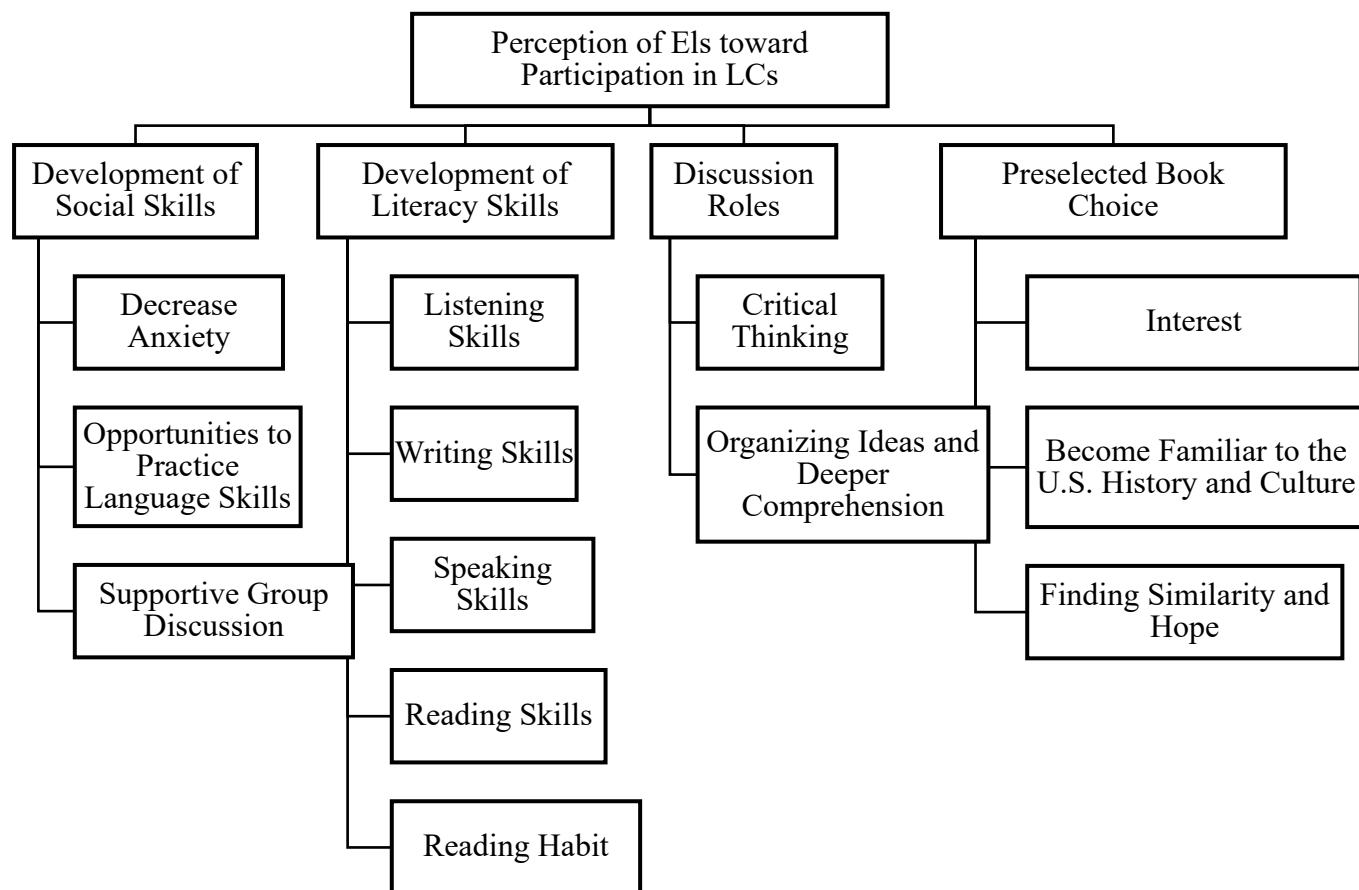 Perception of Els toward
Participation in LCs
Development of
Social Skills
Decrease
Anxiety
Opportunities to
Practice
Language Skills
Supportive Group
Discussion
Development of
Literacy Skills
Listening
Skills
Writing Skills
Speaking
Skills
Reading Skills
Reading Habit
Discussion
Roles
Critical
Thinking
Organizing Ideas and
Deeper
Comprehension
Preselected Book
Choice
Interest
Become Familiar to the
U.S. History and Culture
Finding Similarity and
Hope